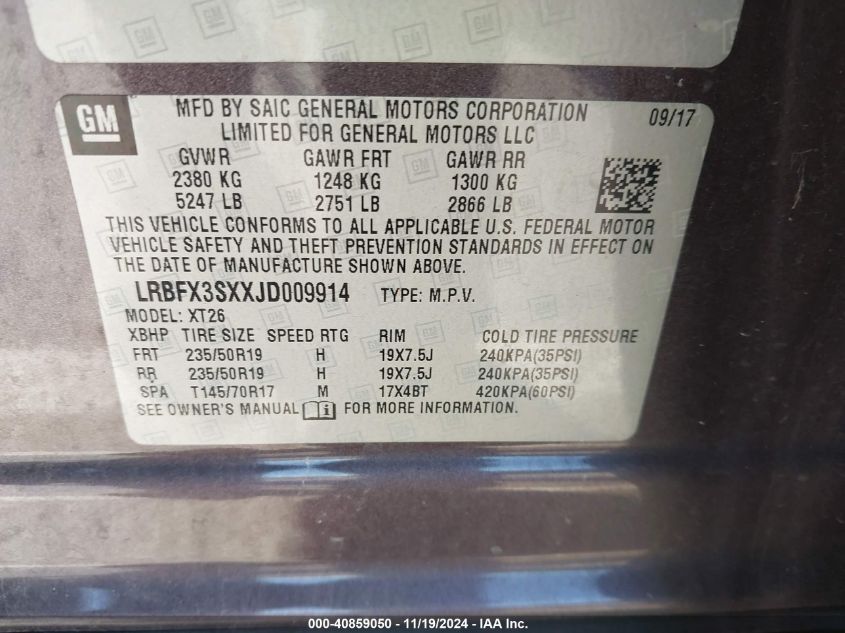 GM
MFD BY SAIC GENERAL MOTORS CORPORATION
LIMITED FOR GENERAL MOTORS LLC
09/17
GVWR GAWR FRT GAWR RR
2380 KG 1248 KG 1300 KG
5247 LB 2751 LB 2866 LB
THIS VEHICLE CONFORMS TO ALL APPLICABLE U.S. FEDERAL MOTOR
VEHICLE SAFETY AND THEFT PREVENTION STANDARDS IN EFFECT ON
THE DATE OF MANUFACTURE SHOWN ABOVE.
LRBFX3SXXJD009914 TYPE: M.P.V.
MODEL: XT26
XBHP TIRE SIZE SPEED RTG RIM COLD TIRE PRESSURE
FRT 235/50R19 H 19X7.5J 240KPA(35PSI)
RR 235/50R19 H 19X7.5J 240KPA(35PSI)
SPA T145/70R17 M 17X4BT 420KPA(60PSI)
SEE OWNER'S MANUAL FOR MORE INFORMATION.
000-40859050 - 11/19/2024 - IAA Inc.